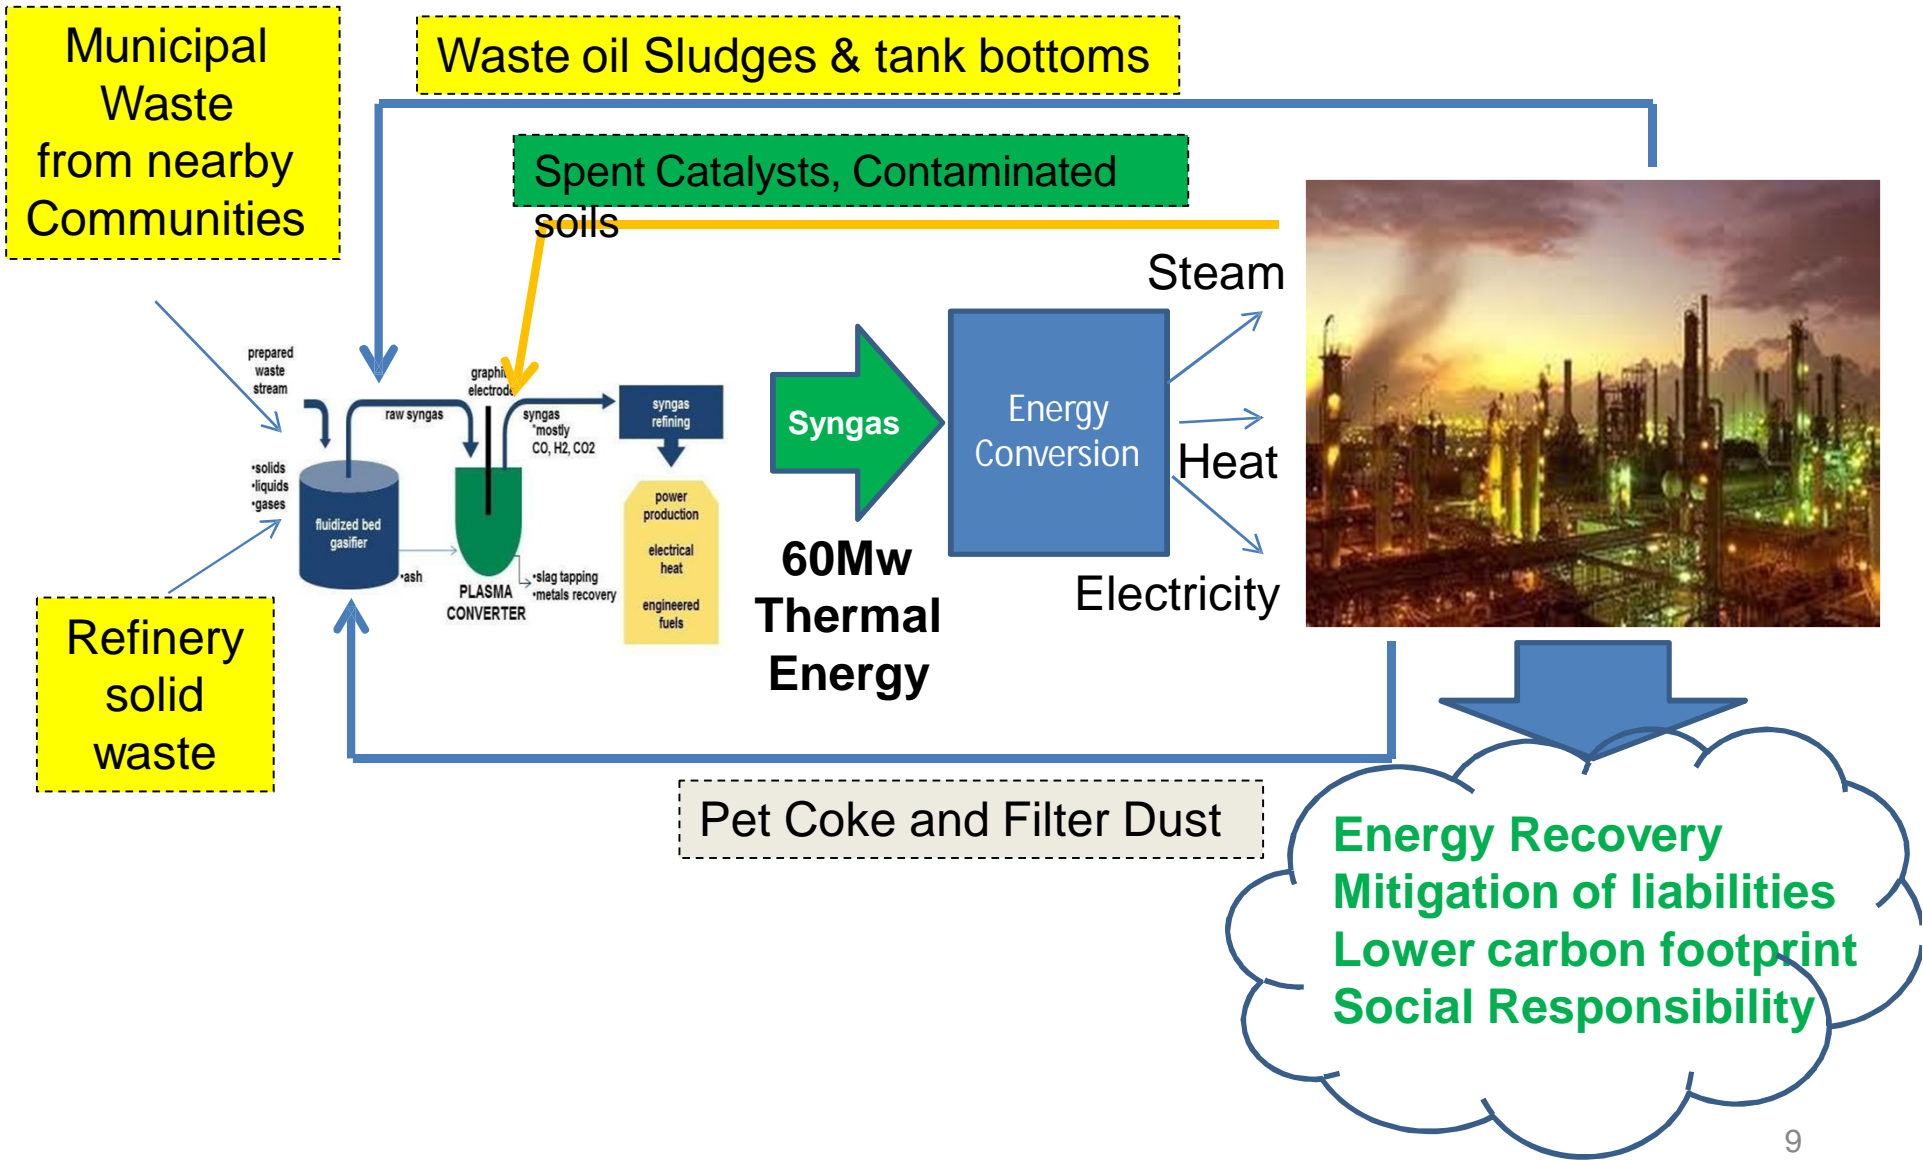 Municipal
Waste
from nearby
Communities
Waste oil Sludges & tank bottoms
Spent Catalysts, Contaminated
soils
Steam
Heat
Electricity
prepared
waste
stream
raw syngas
•solids
•liquids
•gases
fluidized bed
gasifier
•ash
electrode
syngas
*mostly
CO, H2, CO2
PLASMA
CONVERTER
•slag tapping
•metals recovery
syngas
refining
power
production
electrical
heat
engineered
fuels
Syngas
60Mw
Thermal
Energy
Energy
Conversion
Refinery
solid
waste
Pet Coke and Filter Dust
Energy Recovery
Mitigation of liabilities
Lower carbon footprint
Social Responsibility
9